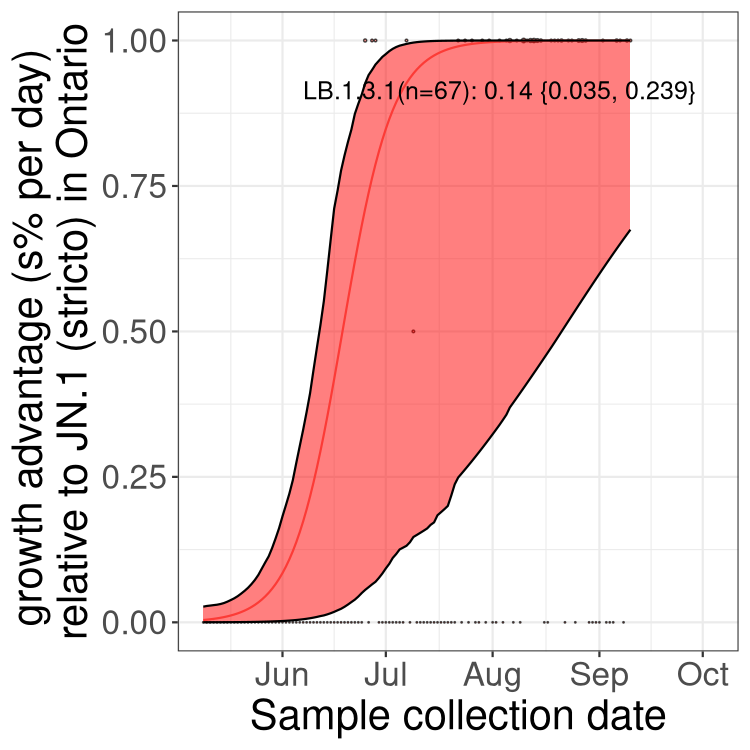 growth advantage (s% per day)
relative to JN.1 (stricto) in Ontario
1.00
0.75
0.50
0.25
0.00
LB.1.3.1(n=67): 0.14 {0.035, 0.239}
Jun Jul Aug Sep Oct
Sample collection date